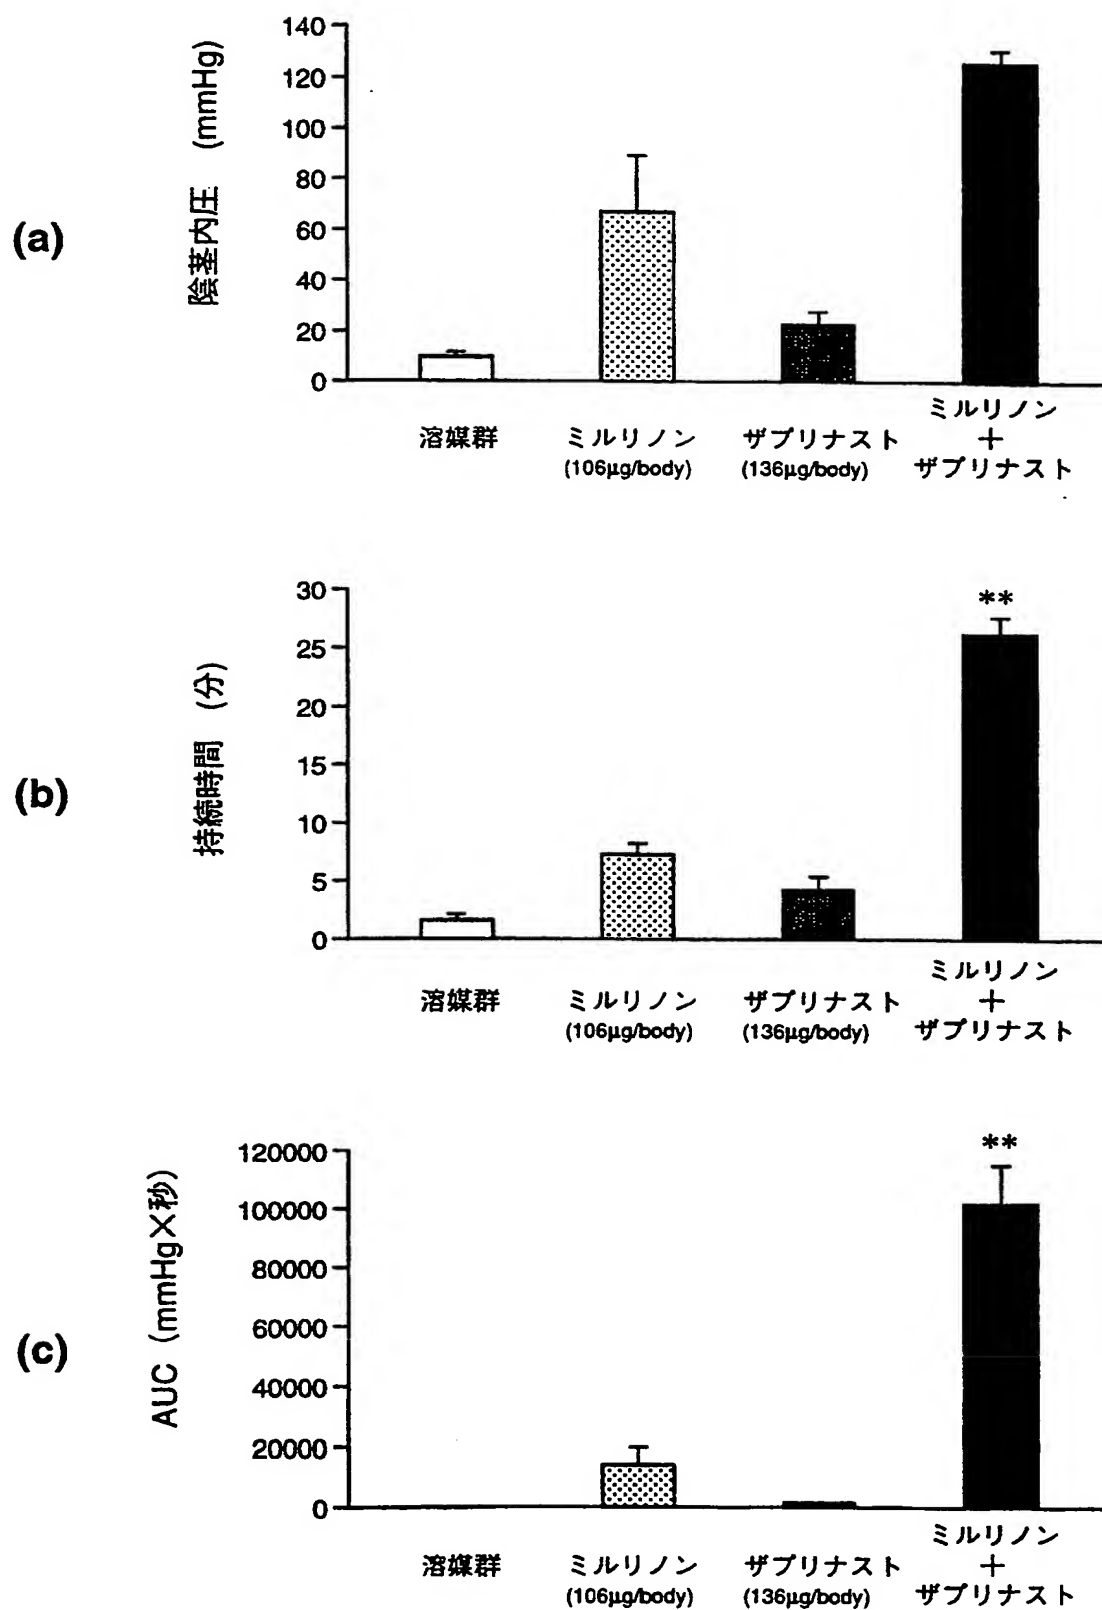 (a)
陰茎内圧 (mmHg)
140
120
100
80
60
40
20
0
溶媒群
ミルリノン
(106μg/body)
ザプリナスト
(136μg/body)
ミルリノン
+
ザプリナスト
(b)
持続時間 (分)
30
25
20
15
10
5
0
**
溶媒群
ミルリノン
(106μg/body)
ザプリナスト
(136μg/body)
ミルリノン
+
ザプリナスト
(c)
AUC (mmHg×秒)
120000
100000
80000
60000
40000
20000
0
**
溶媒群
ミルリノン
(106μg/body)
ザプリナスト
(136μg/body)
ミルリノン
+
ザプリナスト